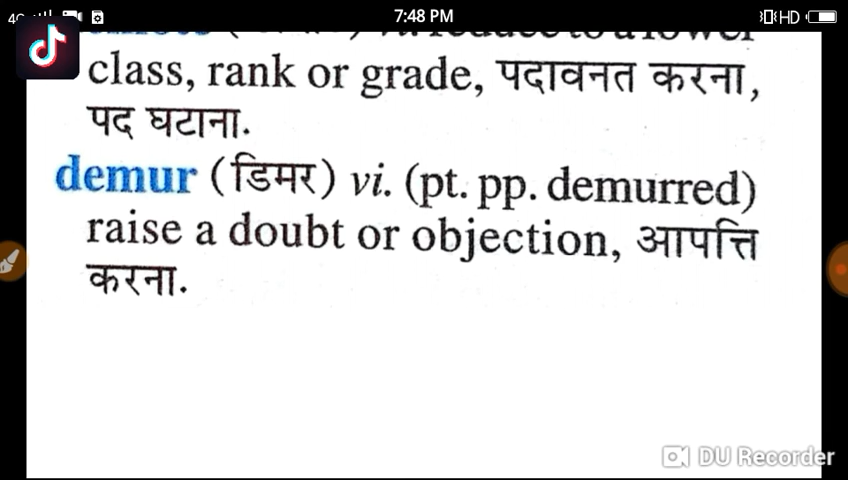 7:48 PM
HD
class, rank or grade, पदावनत करना,
पद घटाना.
demur (डिमर) vi. (pt. pp. demurred)
raise a doubt or objection, आपत्ति
करना.
DU Recorder